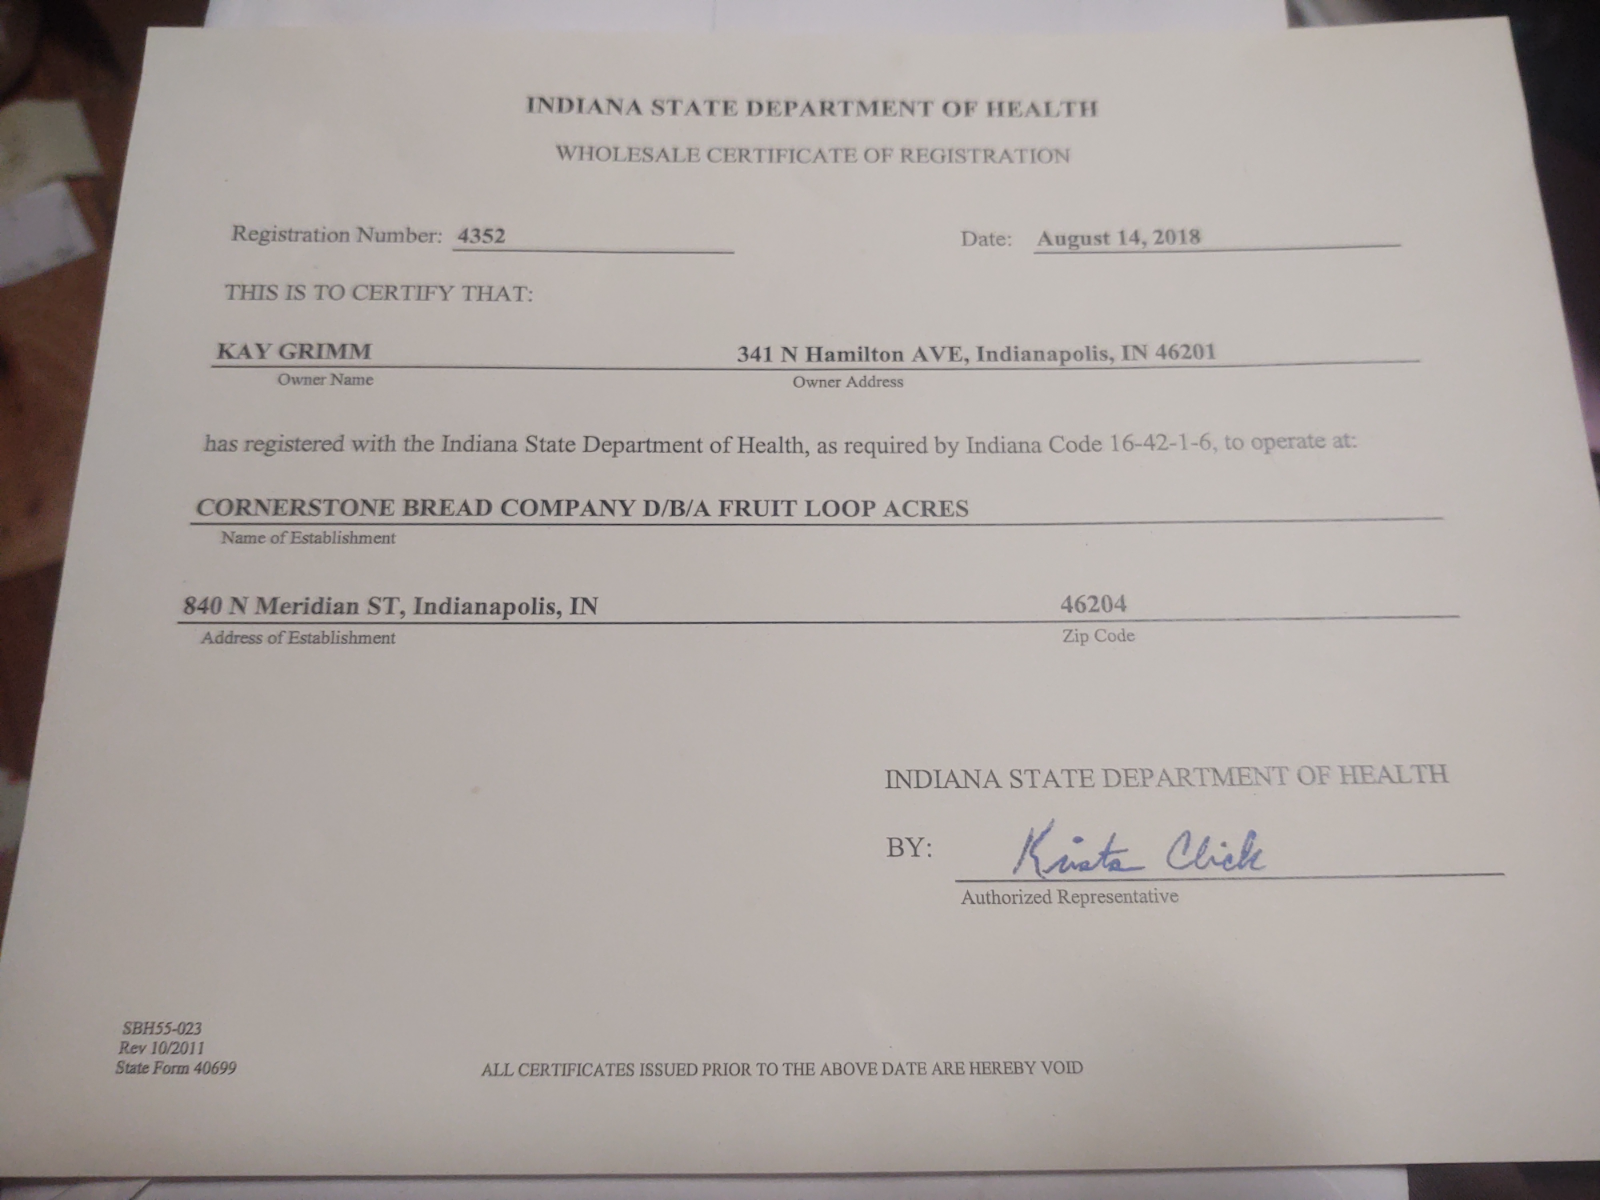 INDIANA STATE DEPARTMENT OF HEALTH
WHOLESALE CERTIFICATE OF REGISTRATION
Registration Number: 4352 Date: August 14, 2018
THIS IS TO CERTIFY THAT:
KAY GRIMM 341 N Hamilton AVE, Indianapolis, IN 46201
Owner Name Owner Address
has registered with the Indiana State Department of Health, as required by Indiana Code 16-42-1-6, to operate at:
CORNERSTONE BREAD COMPANY D/B/A FRUIT LOOP ACRES
Name of Establishment
840 N Meridian ST, Indianapolis, IN 46204
Address of Establishment Zip Code
INDIANA STATE DEPARTMENT OF HEALTH
BY: Krista Click
Authorized Representative
SBH55-023
Rev 10/2011
State Form 40699
ALL CERTIFICATES ISSUED PRIOR TO THE ABOVE DATE ARE HEREBY VOID